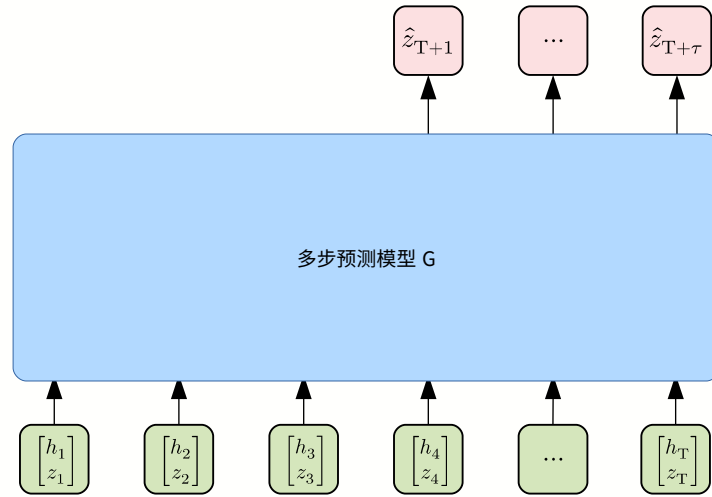 ẑ_{T+1} ... ẑ_{T+τ}
多步预测模型 G
[h_1 z_1] [h_2 z_2] [h_3 z_3] [h_4 z_4] ... [h_T z_T]